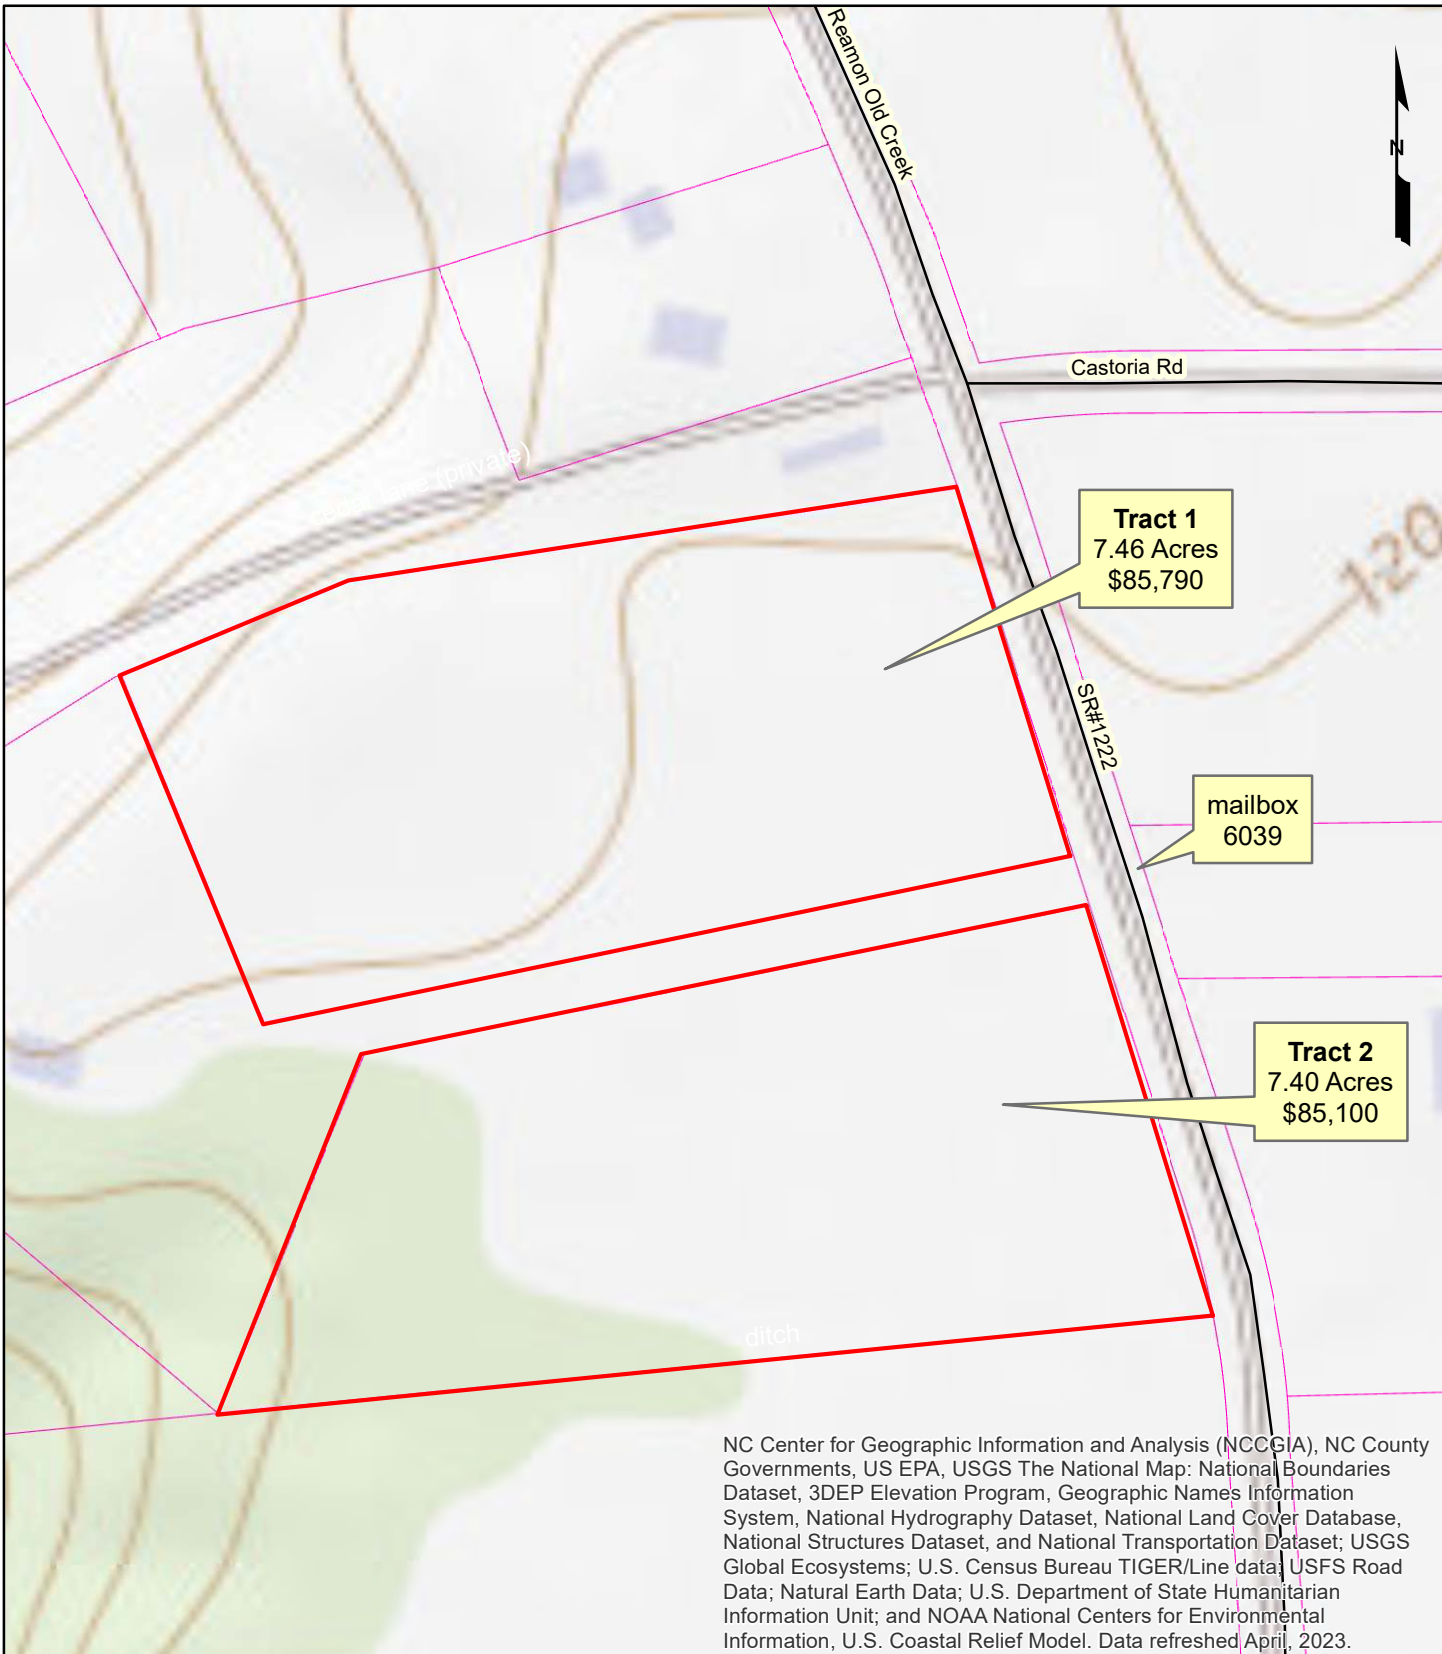 Reamon Old Creek
N
Castoria Rd
lane (private)
Tract 1
7.46 Acres
$85,790
120
SR#1222
mailbox
6039
Tract 2
7.40 Acres
$85,100
ditch
NC Center for Geographic Information and Analysis (NCCGIA), NC County
Governments, US EPA, USGS The National Map: National Boundaries
Dataset, 3DEP Elevation Program, Geographic Names Information
System, National Hydrography Dataset, National Land Cover Database,
National Structures Dataset, and National Transportation Dataset; USGS
Global Ecosystems; U.S. Census Bureau TIGER/Line data; USFS Road
Data; Natural Earth Data; U.S. Department of State Humanitarian
Information Unit; and NOAA National Centers for Environmental
Information, U.S. Coastal Relief Model. Data refreshed April, 2023.